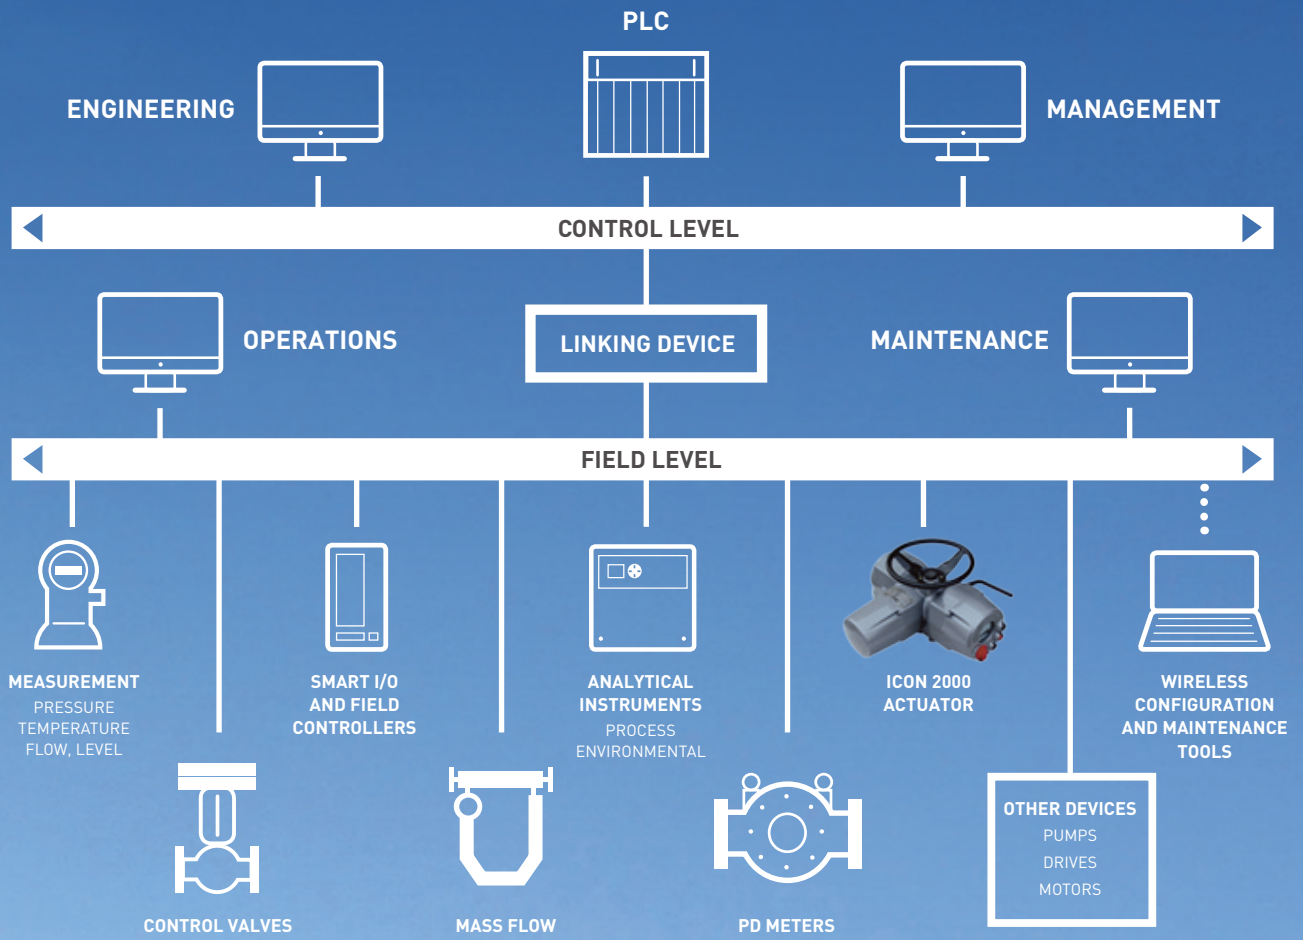 PLC
ENGINEERING
MANAGEMENT
CONTROL LEVEL
OPERATIONS
LINKING DEVICE
MAINTENANCE
FIELD LEVEL
MEASUREMENT
PRESSURE
TEMPERATURE
FLOW, LEVEL
SMART I/O
AND FIELD
CONTROLLERS
ANALYTICAL
INSTRUMENTS
PROCESS
ENVIRONMENTAL
ICON 2000
ACTUATOR
WIRELESS
CONFIGURATION
AND MAINTENANCE
TOOLS
CONTROL VALVES
MASS FLOW
PD METERS
OTHER DEVICES
PUMPS
DRIVES
MOTORS